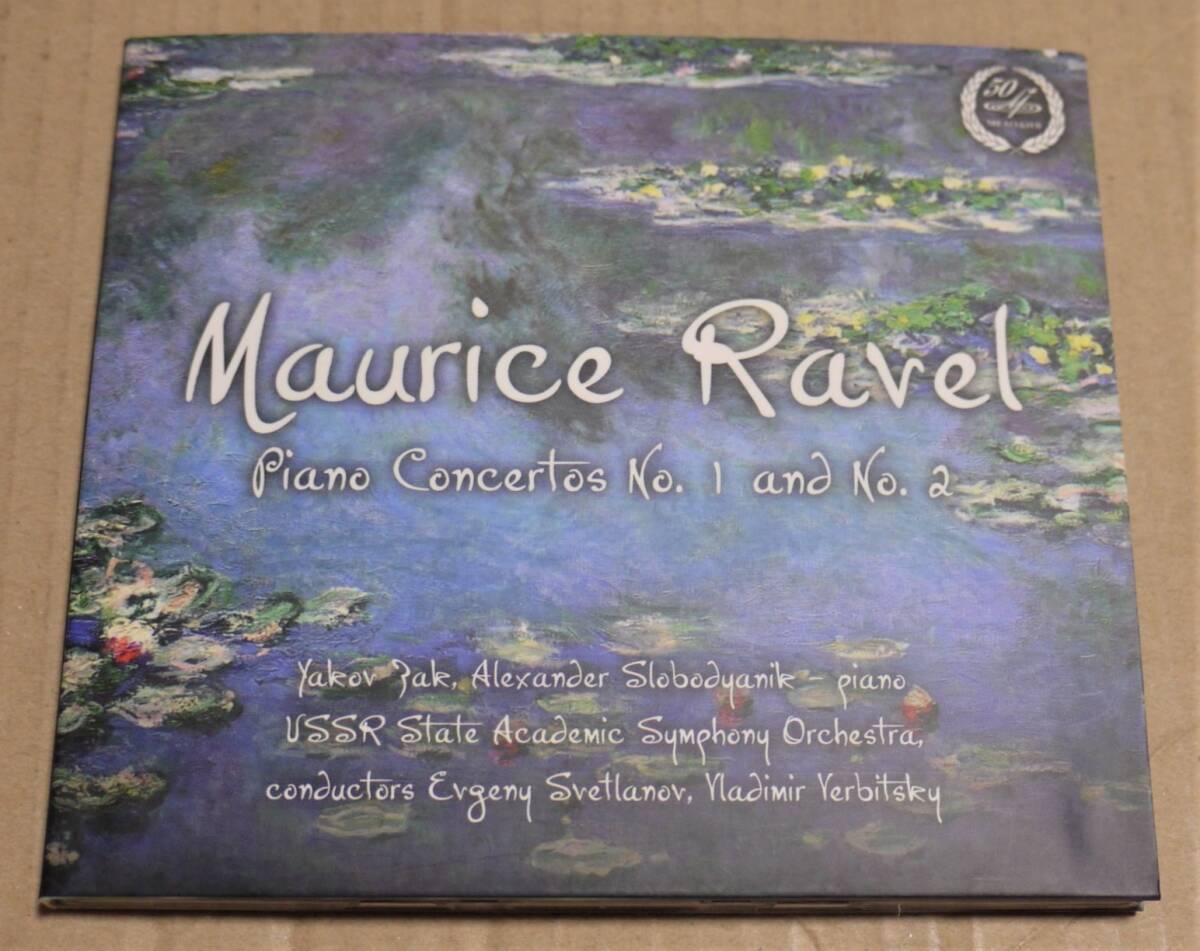 50
Maurice Ravel
Piano Concertos No. 1 and No. 2
Yakov Zak, Alexander Slobodyanik – piano
USSR State Academic Symphony Orchestra,
conductors Evgeny Svetlanov, Vladimir Verbitsky